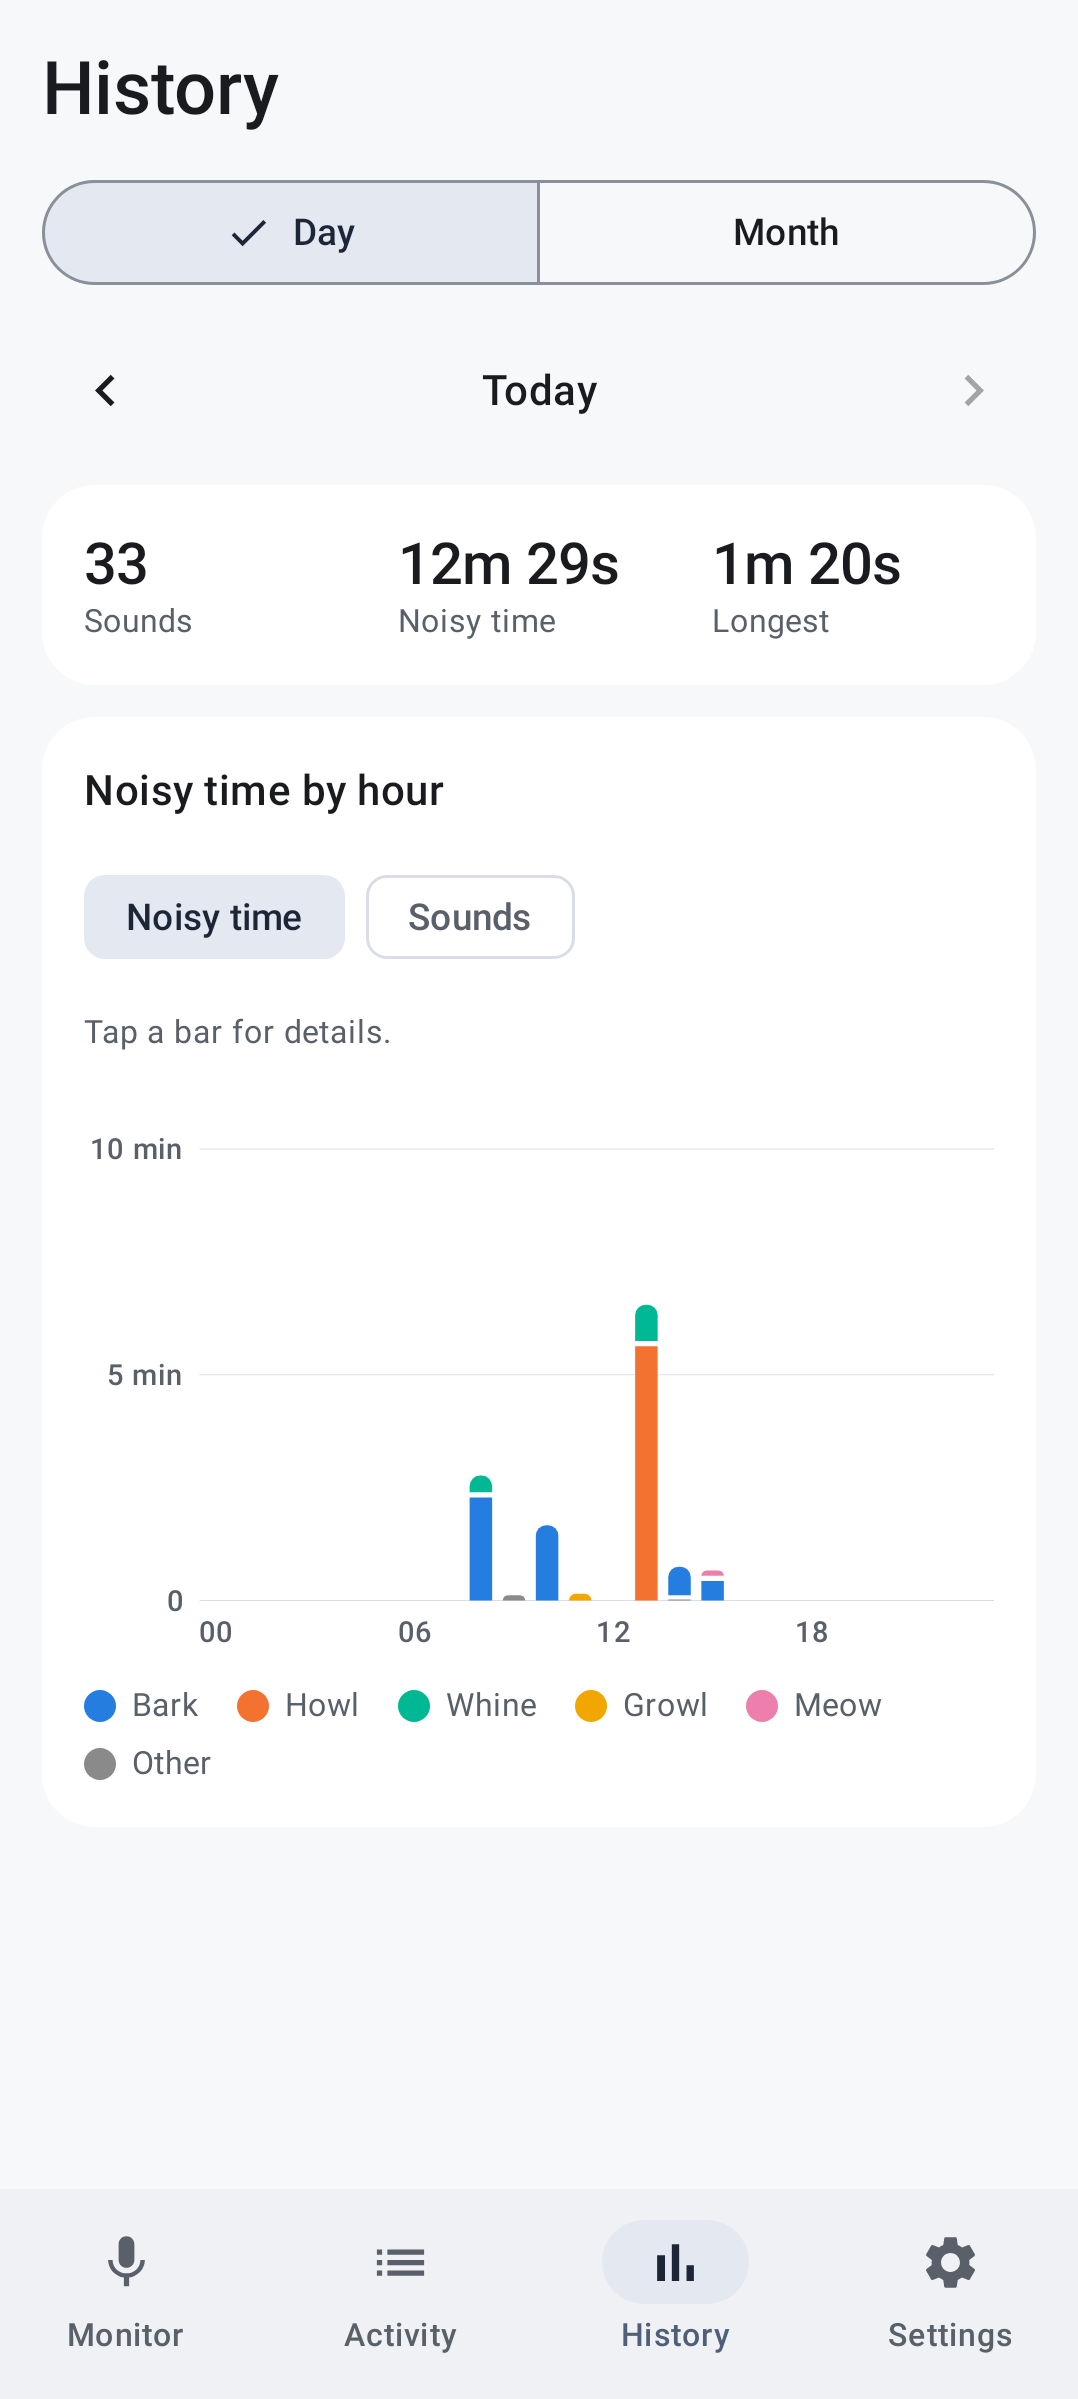 History
Day Month
Today
33 12m 29s 1m 20s
Sounds Noisy time Longest
Noisy time by hour
Noisy time Sounds
Tap a bar for details.
10 min
5 min
0
00 06 12 18
Bark Howl Whine Growl Meow
Other
Monitor Activity History Settings